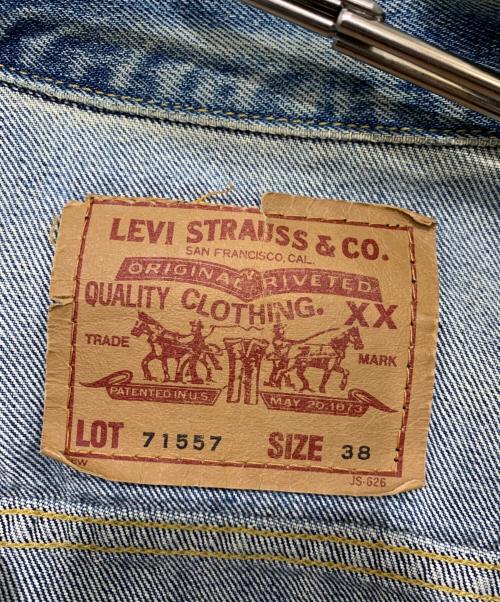 LEVI STRAUSS & CO.
SAN FRANCISCO, CAL.
ORIGINAL RIVETED
QUALITY CLOTHING. XX
TRADE MARK
PATENTED IN U.S. MAY 20 1873
LOT 71557 SIZE 38
CW JS-626